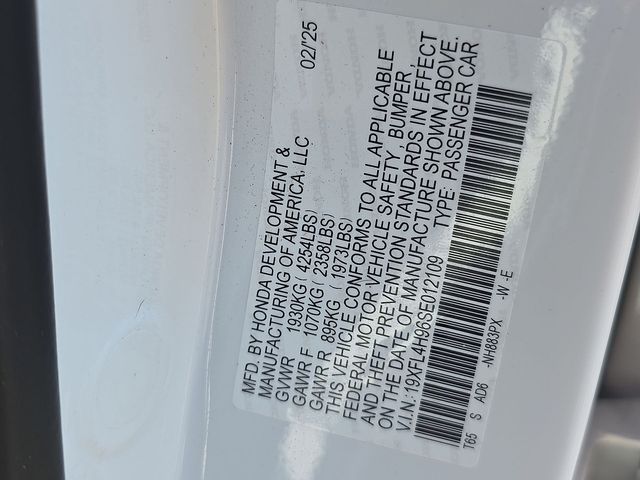 MFD. BY HONDA DEVELOPMENT & 02/'25
MANUFACTURING OF AMERICA, LLC
GVWR 1930KG ( 4254LBS)
GAWR F 1070KG ( 2358LBS)
GAWR R 895KG ( 1973LBS)
THIS VEHICLE CONFORMS TO ALL APPLICABLE
FEDERAL MOTOR VEHICLE SAFETY, BUMPER,
AND THEFT PREVENTION STANDARDS IN EFFECT
ON THE DATE OF MANUFACTURE SHOWN ABOVE.
V.I.N.: 19XFL4H96SE012109 TYPE: PASSENGER CAR
T65 S AD6 -NH883PX -W -E